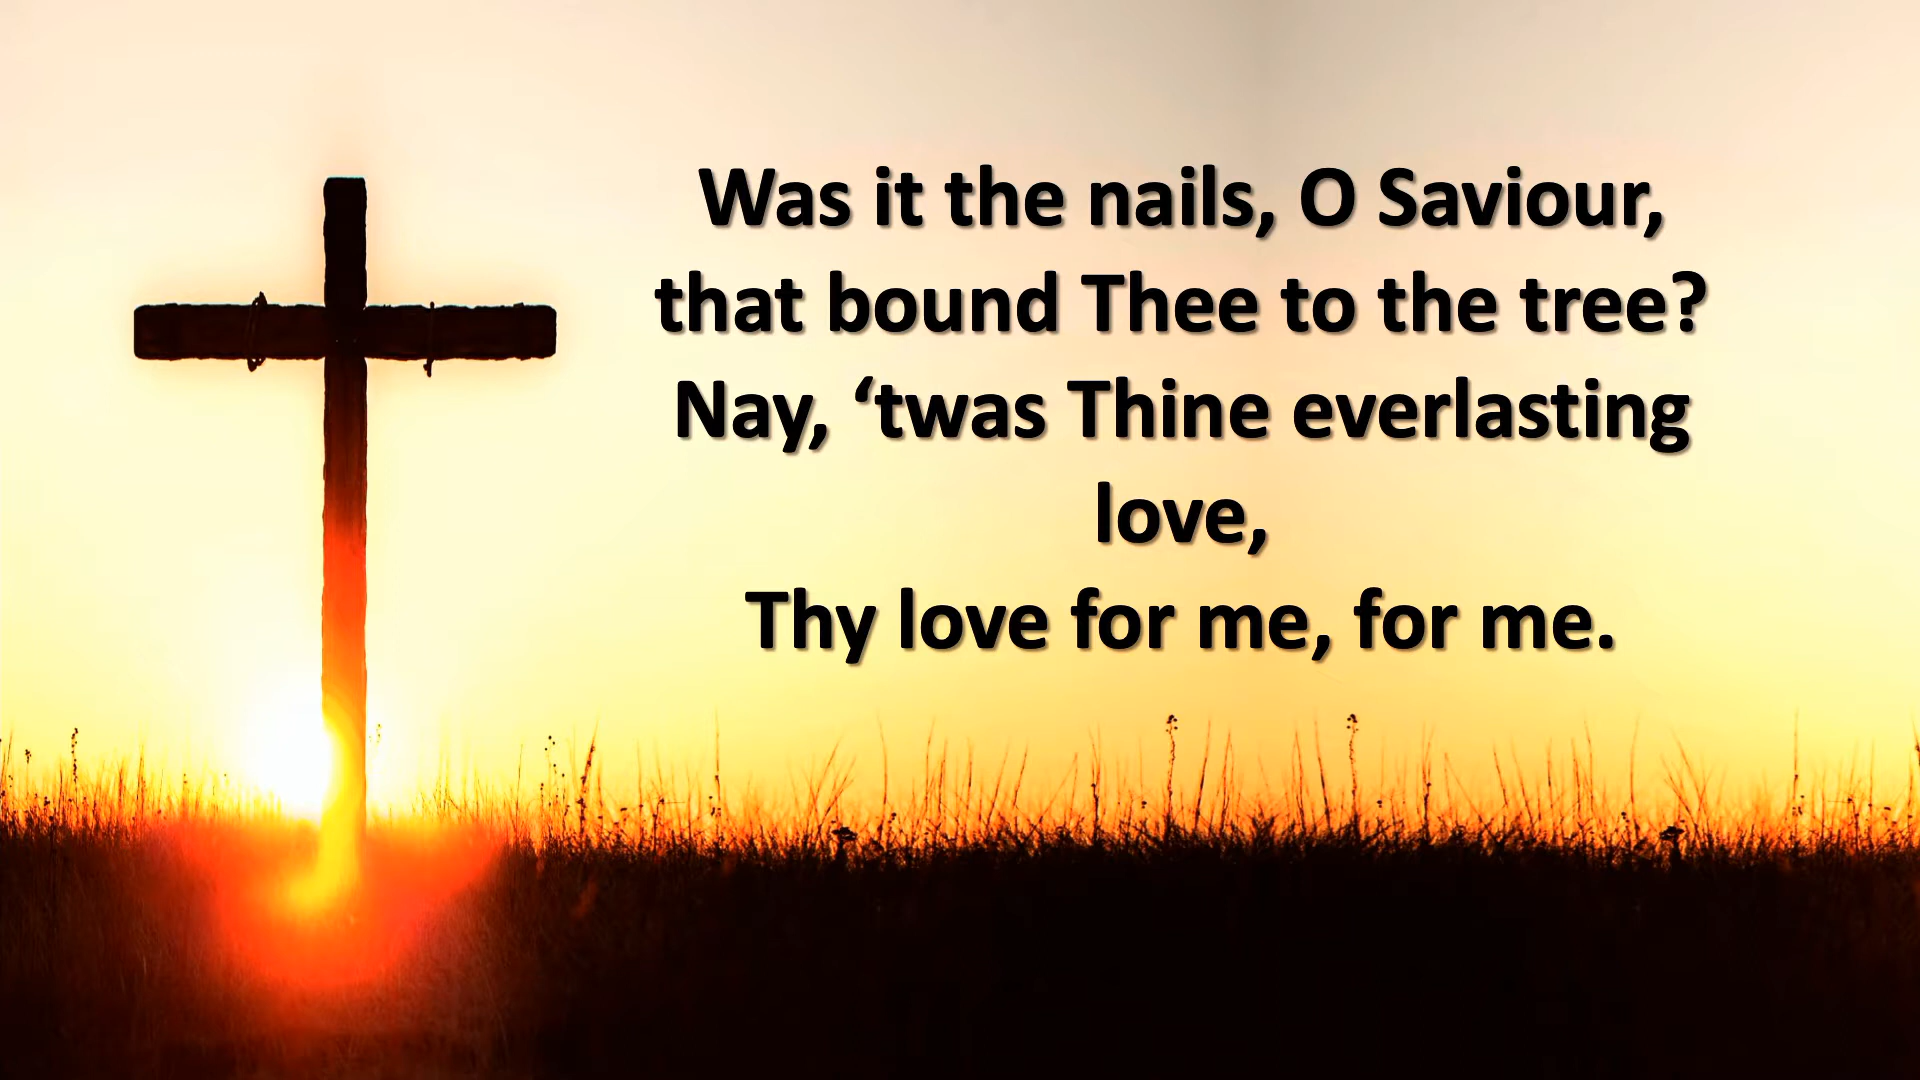 Was it the nails, O Saviour,
that bound Thee to the tree?
Nay, ‘twas Thine everlasting
love,
Thy love for me, for me.